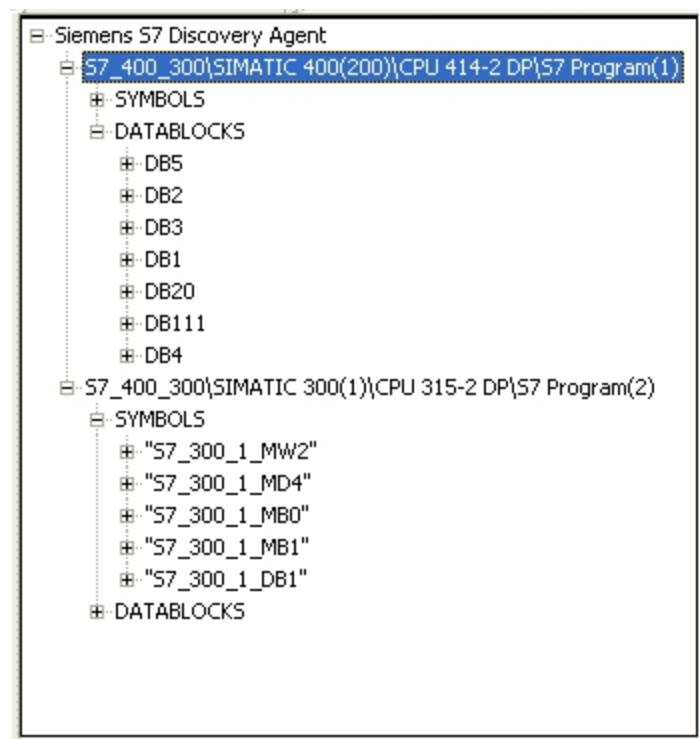 Siemens S7 Discovery Agent
S7_400_300\SIMATIC 400(200)\CPU 414-2 DP\S7 Program(1)
SYMBOLS
DATABLOCKS
DB5
DB2
DB3
DB1
DB20
DB111
DB4
S7_400_300\SIMATIC 300(1)\CPU 315-2 DP\S7 Program(2)
SYMBOLS
"S7_300_1_MW2"
"S7_300_1_MD4"
"S7_300_1_MB0"
"S7_300_1_MB1"
"S7_300_1_DB1"
DATABLOCKS